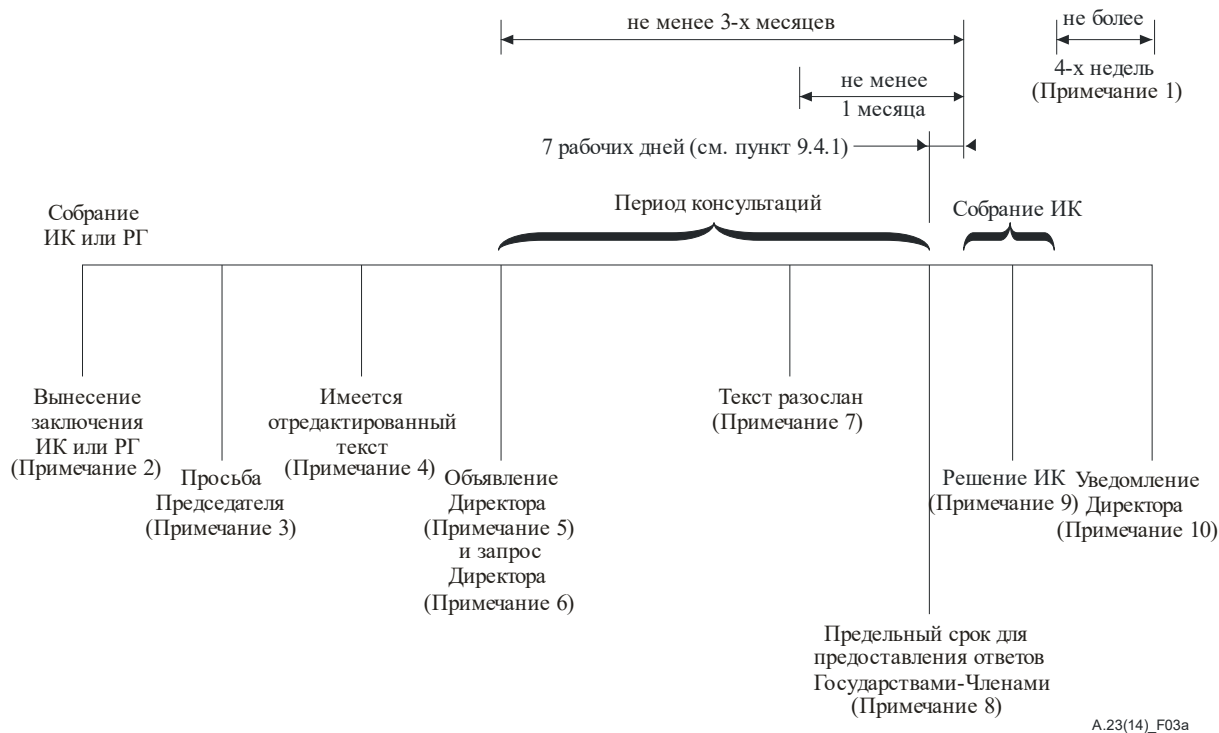 не менее 3-х месяцев
не более
4-х недель
(Примечание 1)
не менее
1 месяца
7 рабочих дней (см. пункт 9.4.1)
Собрание
ИК или РГ
Период консультаций
Собрание ИК
Вынесение
заключения
ИК или РГ
(Примечание 2)
Просьба
Председателя
(Примечание 3)
Имеется
отредактированный
текст
(Примечание 4)
Объявление
Директора
(Примечание 5)
и запрос
Директора
(Примечание 6)
Текст разослан
(Примечание 7)
Предельный срок для
предоставления ответов
Государствами-Членами
(Примечание 8)
Решение ИК
(Примечание 9)
Уведомление
Директора
(Примечание 10)
A.23(14)_F03a